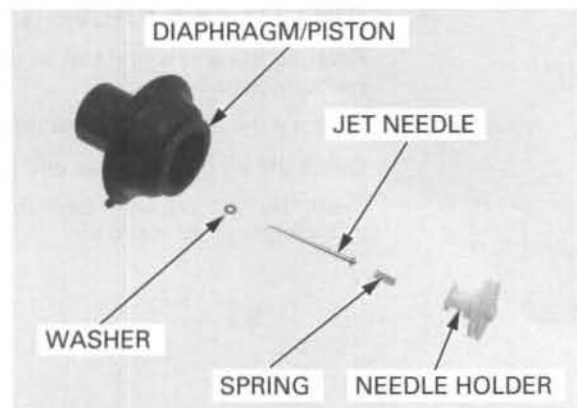 DIAPHRAGM/PISTON
JET NEEDLE
WASHER
SPRING
NEEDLE HOLDER